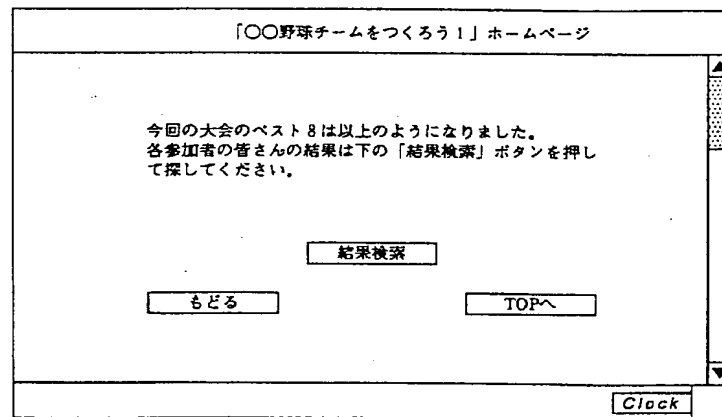 「〇〇野球チームをつくろう！」ホームページ
今回の大会のベスト８は以上のようになりました。
各参加者の皆さんの結果は下の「結果検索」ボタンを押し
て探してください。
結果検索
もどる
TOPへ
Clock